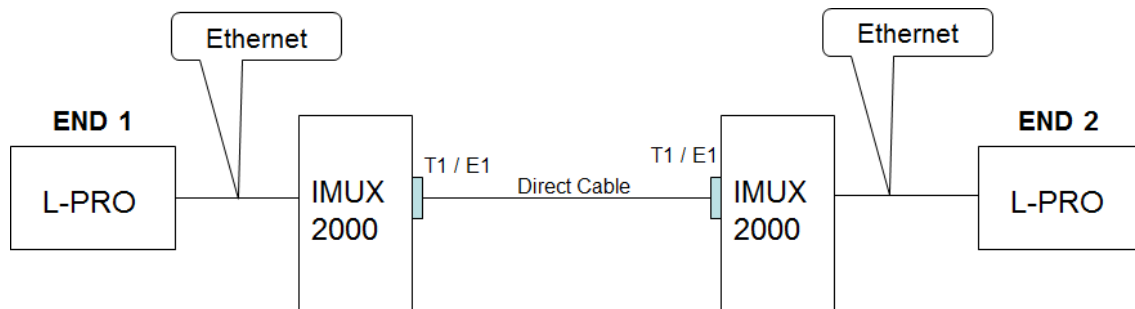 Ethernet
Ethernet
END 1
END 2
L-PRO
IMUX
2000
T1 / E1
Direct Cable
T1 / E1
IMUX
2000
L-PRO